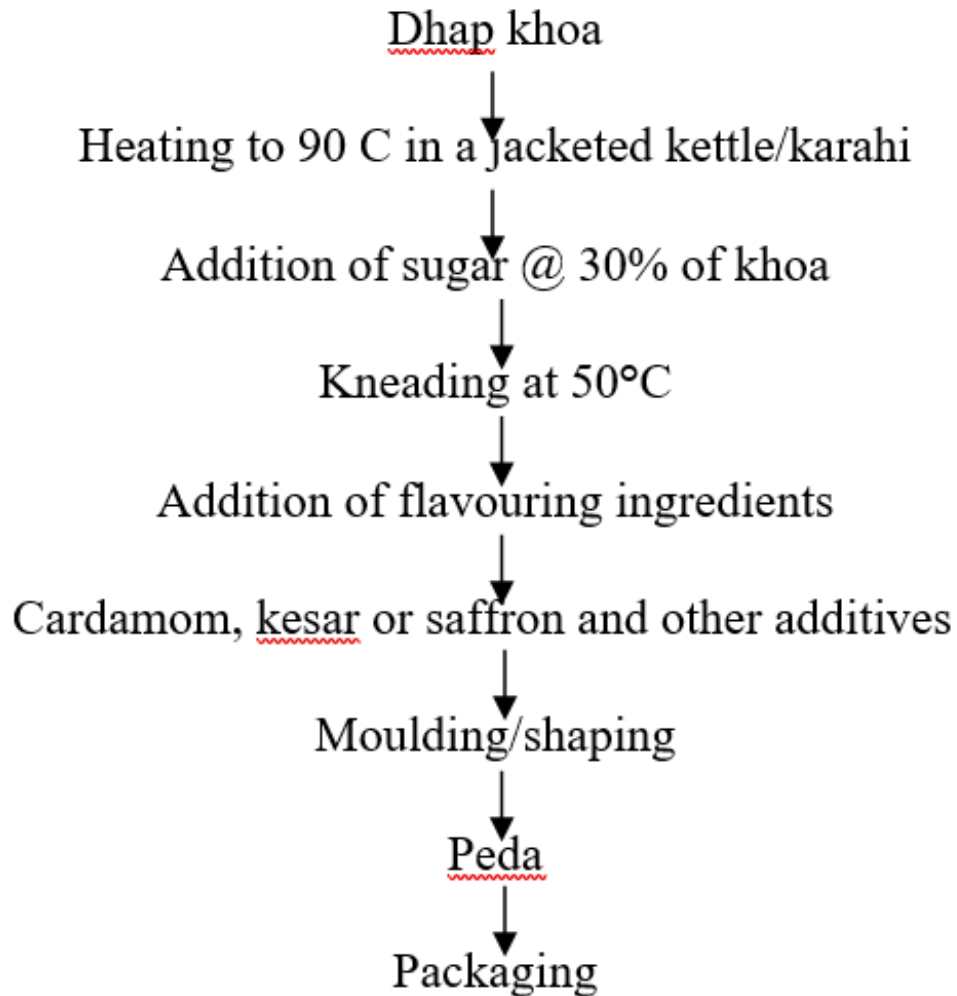 Dhap khoa
Heating to 90 C in a jacketed kettle/karahi
Addition of sugar @ 30% of khoa
Kneading at 50°C
Addition of flavouring ingredients
Cardamom, kesar or saffron and other additives
Moulding/shaping
Peda
Packaging